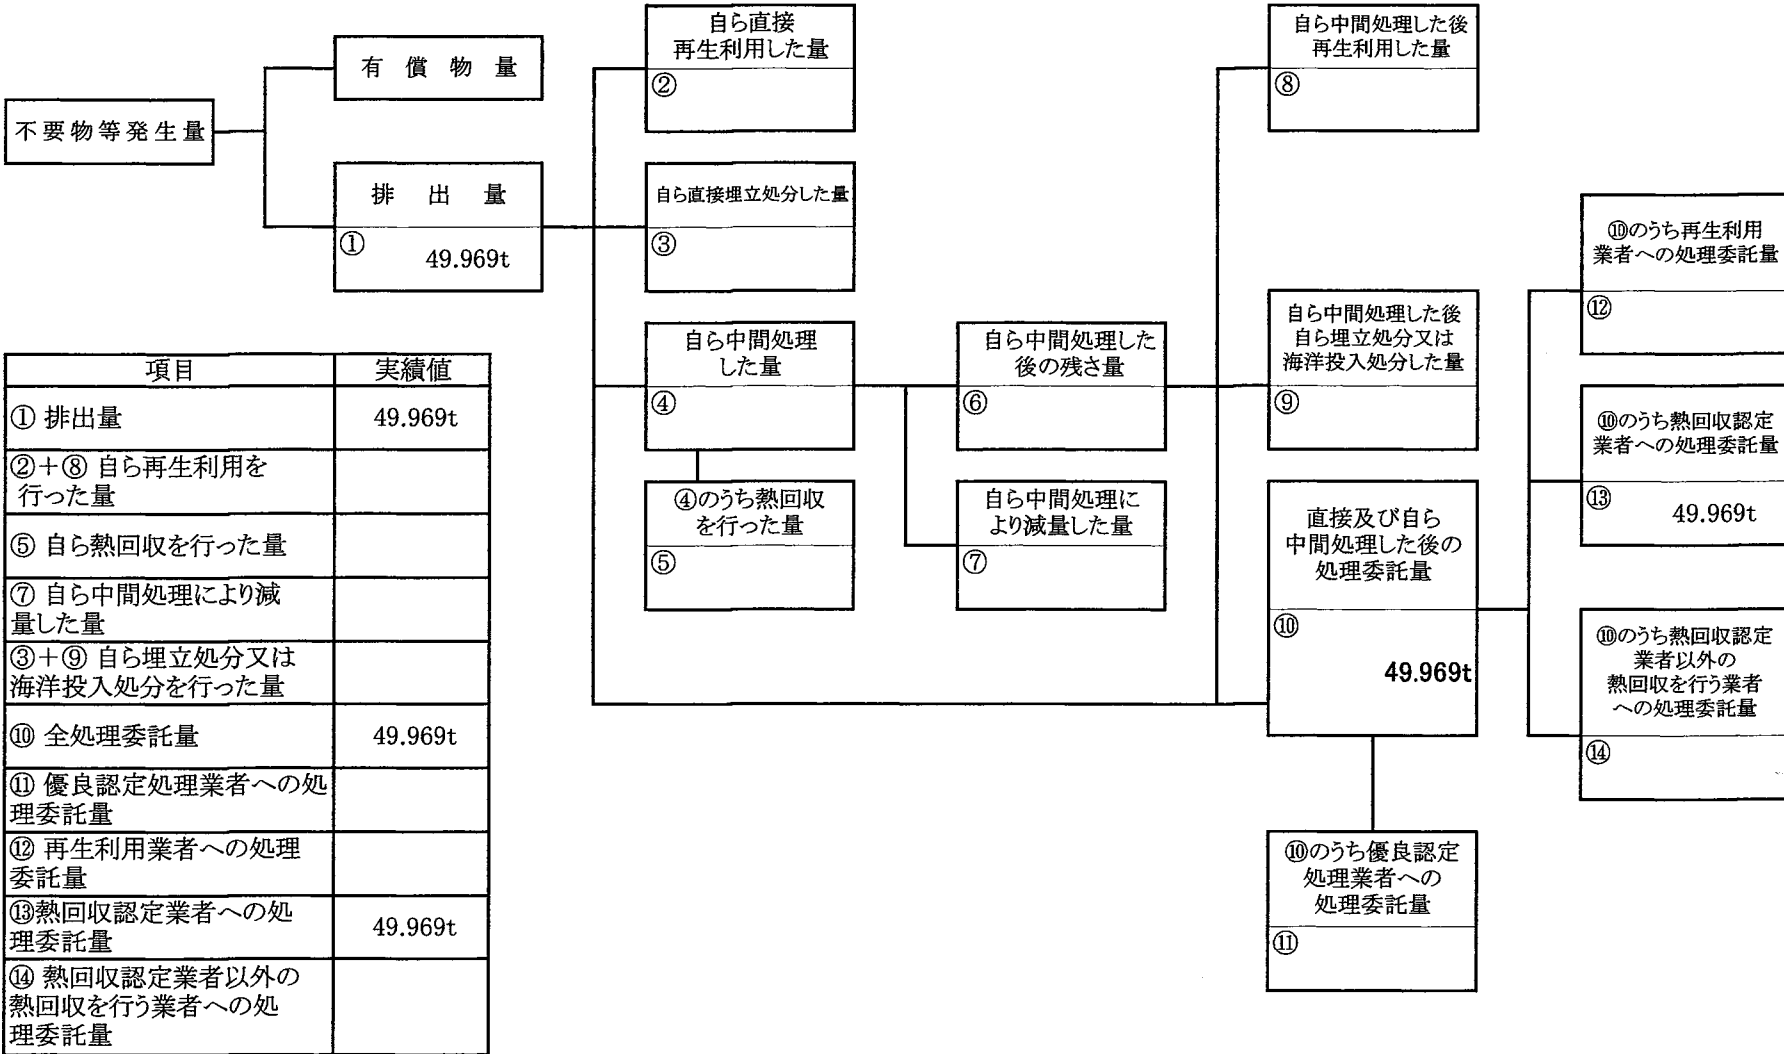 不要物等発生量
有償物量
排出量
①
49.969t
自ら直接
再生利用した量
②
自ら直接埋立処分した量
③
自ら中間処理
した量
④
④のうち熱回収
を行った量
⑤
自ら中間処理した
後の残さ量
⑥
自ら中間処理に
より減量した量
⑦
自ら中間処理した後
再生利用した量
⑧
自ら中間処理した後
自ら埋立処分又は
海洋投入処分した量
⑨
直接及び自ら
中間処理した後の
処理委託量
⑩
49.969t
⑩のうち優良認定
処理業者への
処理委託量
⑪
⑩のうち再生利用
業者への処理委託量
⑫
⑩のうち熱回収認定
業者への処理委託量
⑬
49.969t
⑩のうち熱回収認定
業者以外の
熱回収を行う業者
への処理委託量
⑭
項目 実績値
① 排出量 49.969t
②+⑧ 自ら再生利用を
行った量
⑤ 自ら熱回収を行った量
⑦ 自ら中間処理により減
量した量
③+⑨ 自ら埋立処分又は
海洋投入処分を行った量
⑩ 全処理委託量 49.969t
⑪ 優良認定処理業者への処
理委託量
⑫ 再生利用業者への処理
委託量
⑬熱回収認定業者への処
理委託量 49.969t
⑭ 熱回収認定業者以外の
熱回収を行う業者への処
理委託量